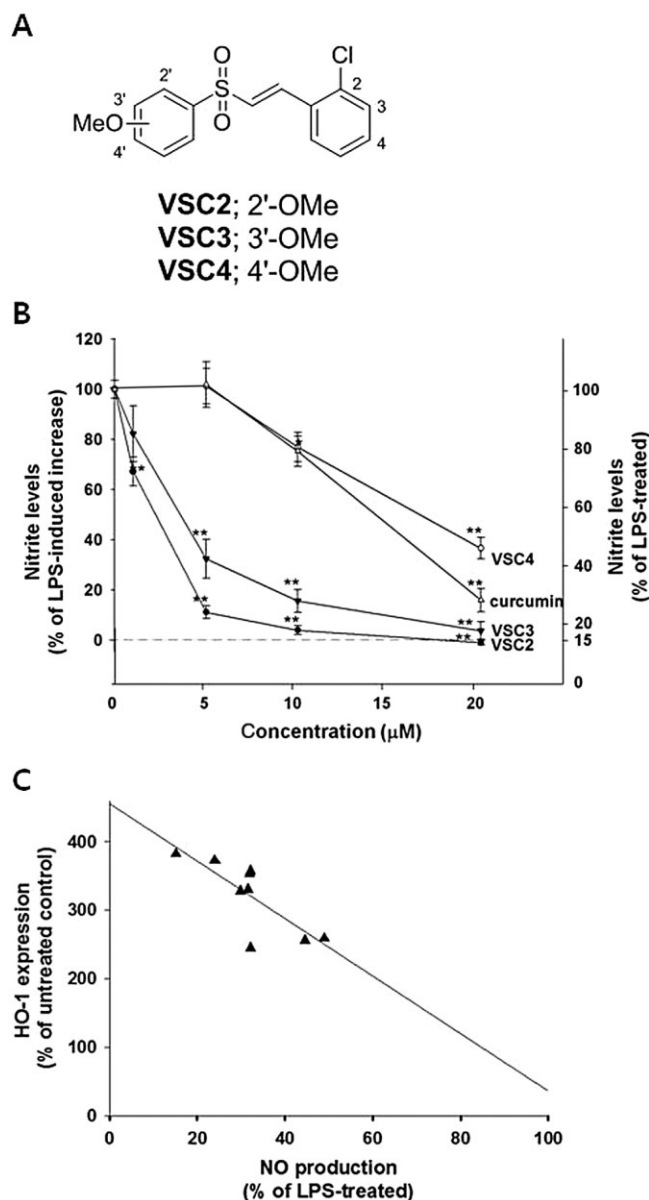 A
Cl
O
2'
2
3'
S
3
MeO
O
4
4'
VSC2; 2'-OMe
VSC3; 3'-OMe
VSC4; 4'-OMe
B
120
100
80
60
40
20
0
Nitrite levels
(% of LPS-induced increase)
**
**
**
**
**
*
**
**
**
**
VSC4
curcumin
VSC3
VSC2
100
80
60
40
20
15
0
Nitrite levels
(% of LPS-treated)
0 5 10 15 20
Concentration (μM)
C
400
300
200
100
0
HO-1 expression
(% of untreated control)
0 20 40 60 80 100
NO production
(% of LPS-treated)